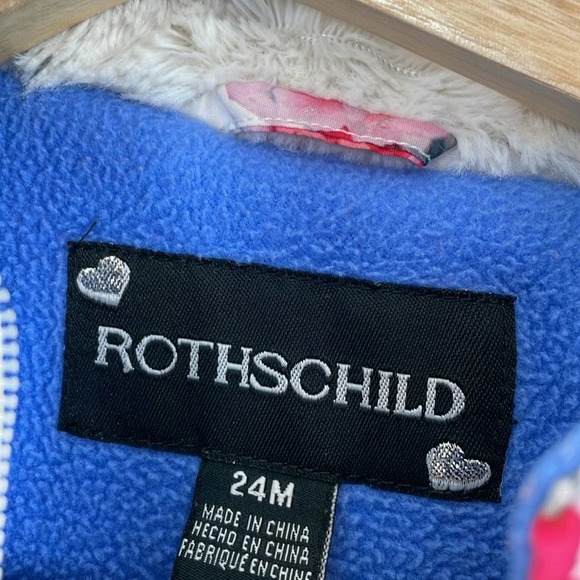 ROTHSCHILD
24M
MADE IN CHINA
HECHO EN CHINA
FABRIQUÉ EN CHINE